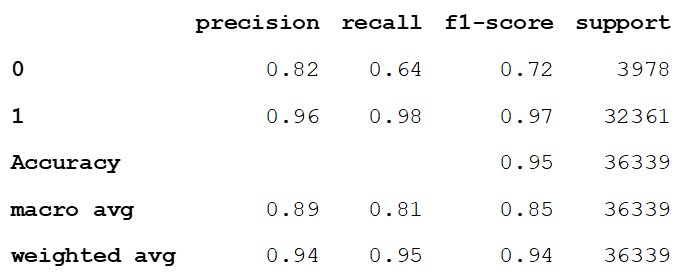 precision recall f1-score support
0 0.82 0.64 0.72 3978
1 0.96 0.98 0.97 32361
Accuracy 0.95 36339
macro avg 0.89 0.81 0.85 36339
weighted avg 0.94 0.95 0.94 36339